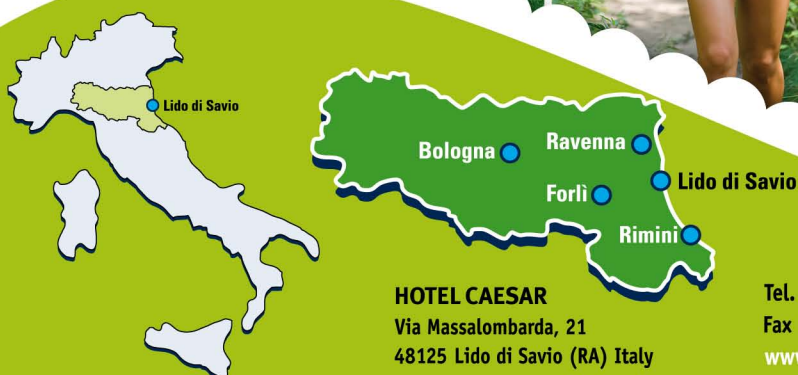 Lido di Savio
Bologna
Ravenna
Forlì
Lido di Savio
Rimini
HOTEL CAESAR
Via Massalombarda, 21
48125 Lido di Savio (RA) Italy
Tel.
Fax